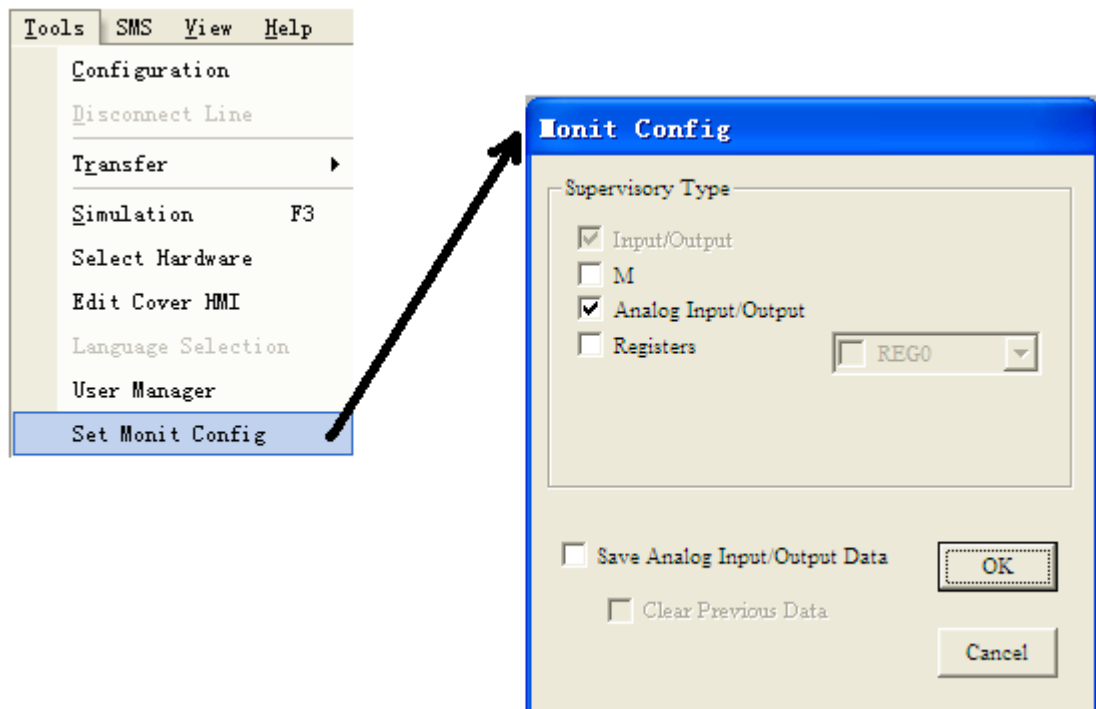 Tools SMS View Help
Configuration
Disconnect Line
Transfer
Simulation F3
Select Hardware
Edit Cover HMI
Language Selection
User Manager
Set Monit Config
Monit Config
Supervisory Type
Input/Output
M
Analog Input/Output
Registers REG0
Save Analog Input/Output Data
OK
Clear Previous Data
Cancel